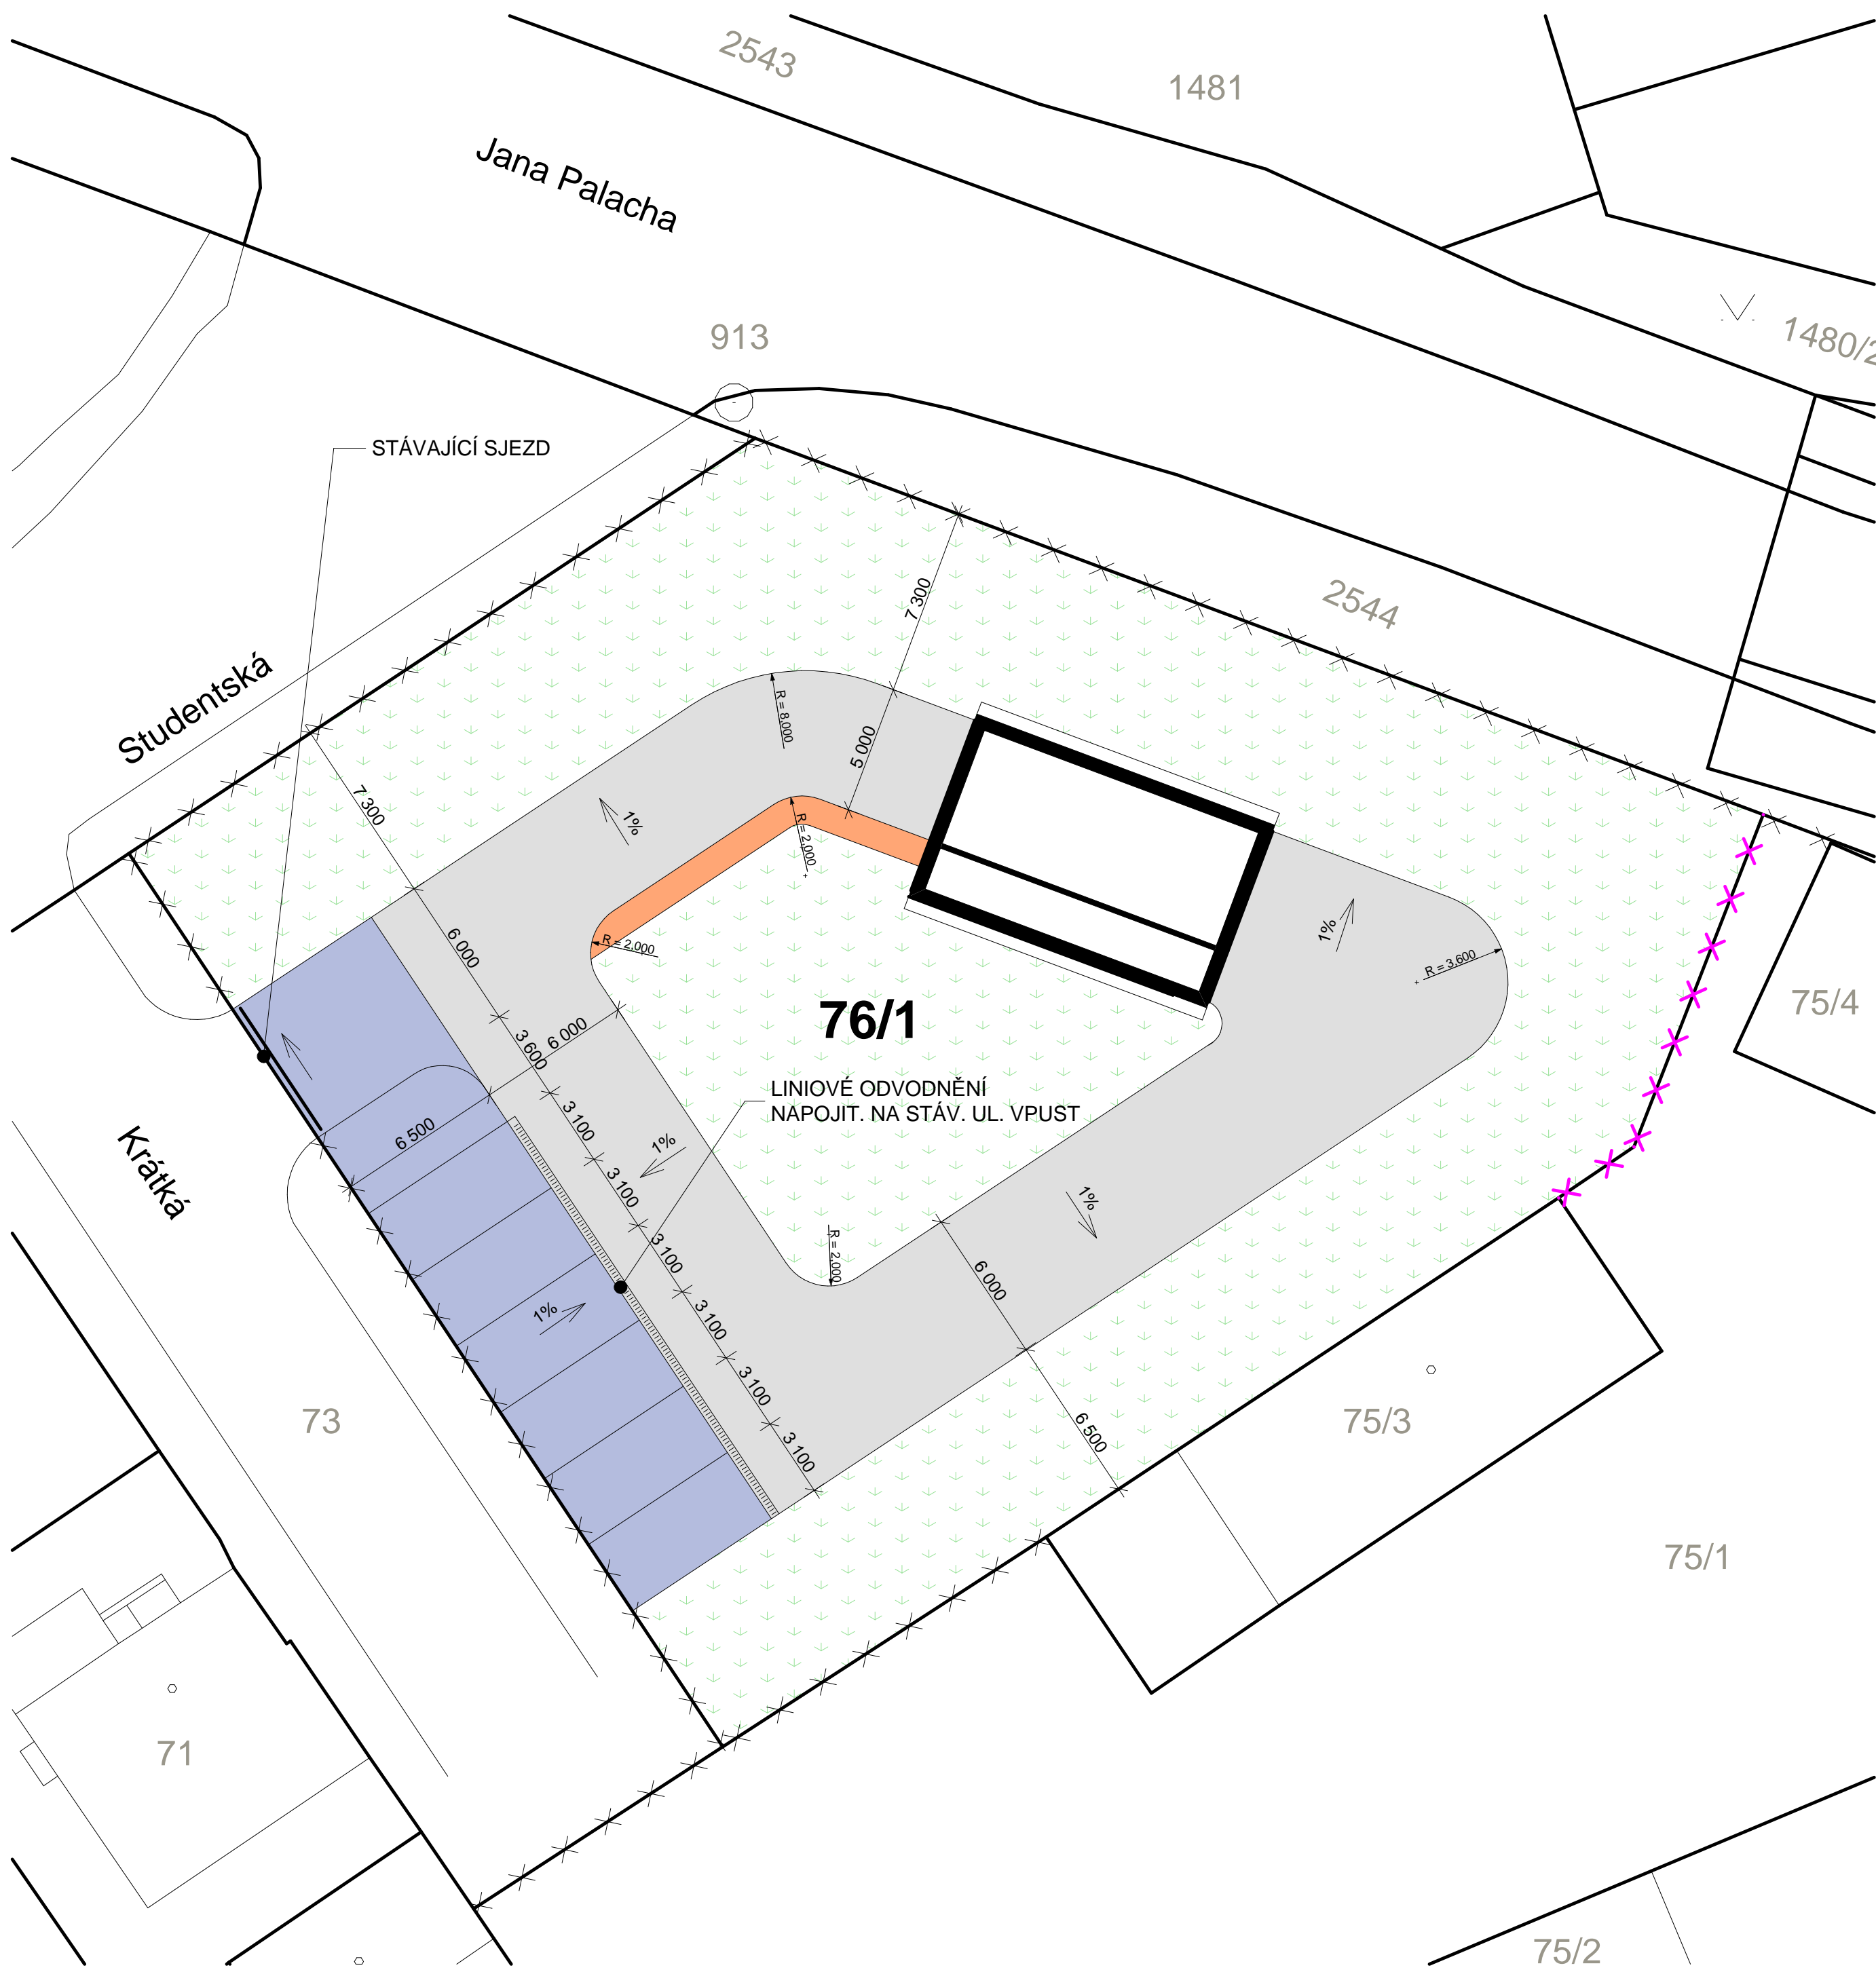 2543
1481
Jana Palacha
913
STÁVAJÍCÍ SJEZD
7 300
2544
Studentská
R = 8,000
5 000
7 300
1%
R = 2,000
6 000
R = 2,000
1%
R = 3 600
76/1
75/4
3 600
6 000
LINIOVÉ ODVODNĚNÍ
NAPOJIT. NA STÁV. UL. VPUST
6 500
3 100
1%
Krátká
3 100
1%
3 100
R = 2,000
6 000
1%
3 100
3 100
3 100
73
6 500
75/3
75/1
71
75/2